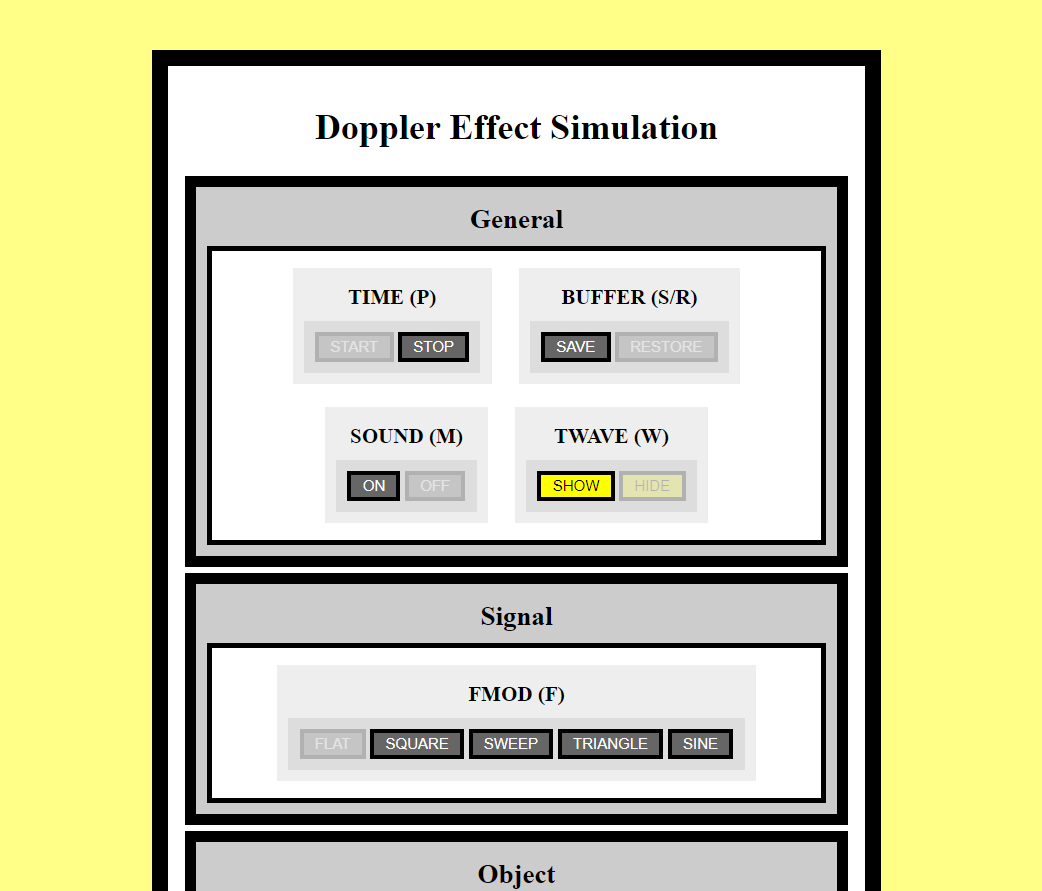 Doppler Effect Simulation
General
TIME (P) BUFFER (S/R)
START STOP SAVE RESTORE
SOUND (M) TWAVE (W)
ON OFF SHOW HIDE
Signal
FMOD (F)
FLAT SQUARE SWEEP TRIANGLE SINE
Object